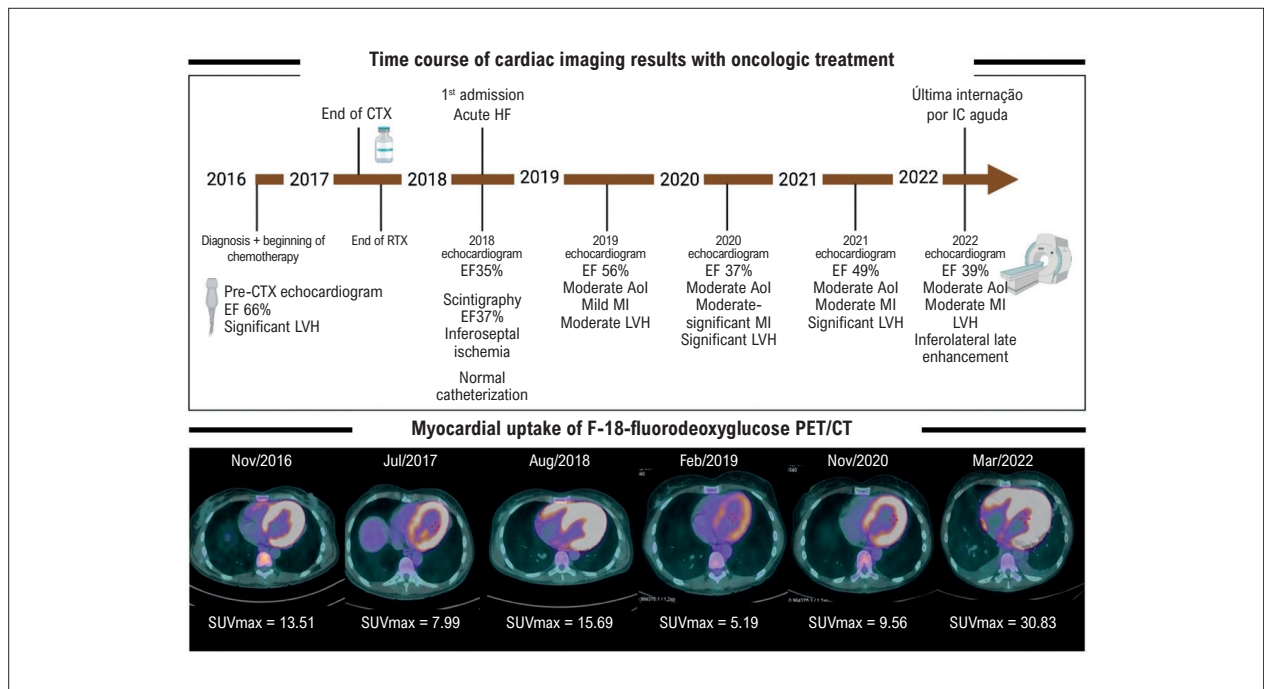 Time course of cardiac imaging results with oncologic treatment
End of CTX
1st admission
Acute HF
Última internação
por IC aguda
2016
2017
2018
2019
2020
2021
2022
Diagnosis + beginning of
chemotherapy
Pre-CTX echocardiogram
EF 66%
Significant LVH
End of RTX
2018
echocardiogram
EF35%
Scintigraphy
EF37%
Inferoseptal
ischemia
Normal
catheterization
2019
echocardiogram
EF 56%
Moderate AoI
Mild MI
Moderate LVH
2020
echocardiogram
EF 37%
Moderate AoI
Moderate-
significant MI
Significant LVH
2021
echocardiogram
EF 49%
Moderate AoI
Moderate MI
Significant LVH
2022
echocardiogram
EF 39%
Moderate AoI
Moderate MI
LVH
Inferolateral late
enhancement
Myocardial uptake of F-18-fluorodeoxyglucose PET/CT
Nov/2016
Jul/2017
Aug/2018
Feb/2019
Nov/2020
Mar/2022
SUVmax = 13.51
SUVmax = 7.99
SUVmax = 15.69
SUVmax = 5.19
SUVmax = 9.56
SUVmax = 30.83